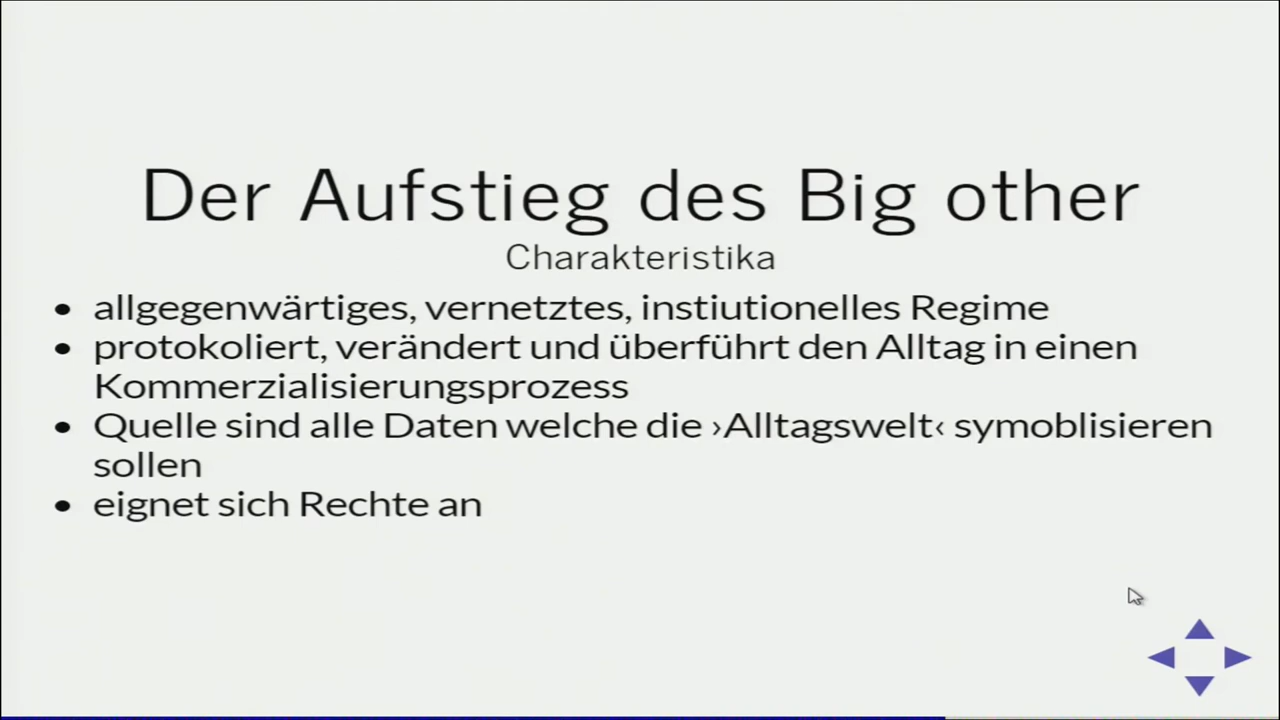 Der Aufstieg des Big other
Charakteristika
• allgegenwärtiges, vernetztes, instiutionelles Regime
• protokoliert, verändert und überführt den Alltag in einen
Kommerzialisierungsprozess
• Quelle sind alle Daten welche die ›Alltagswelt‹ symoblisieren
sollen
• eignet sich Rechte an